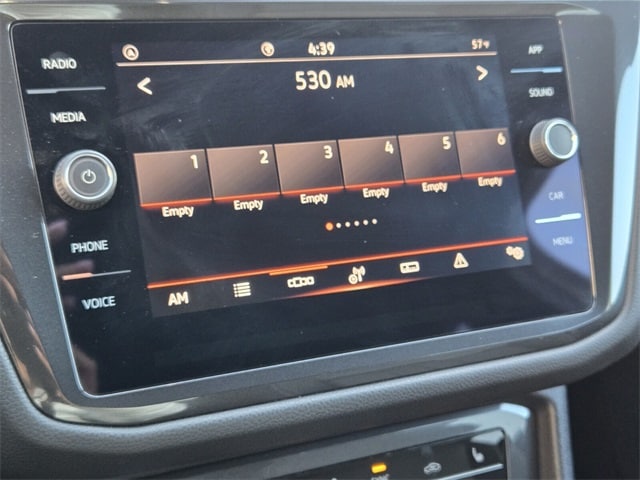 4:39
57°F
RADIO
APP
530 AM
MEDIA
SOUND
1 2 3 4 5 6
Empty Empty Empty Empty Empty Empty
CAR
PHONE
MENU
VOICE
AM